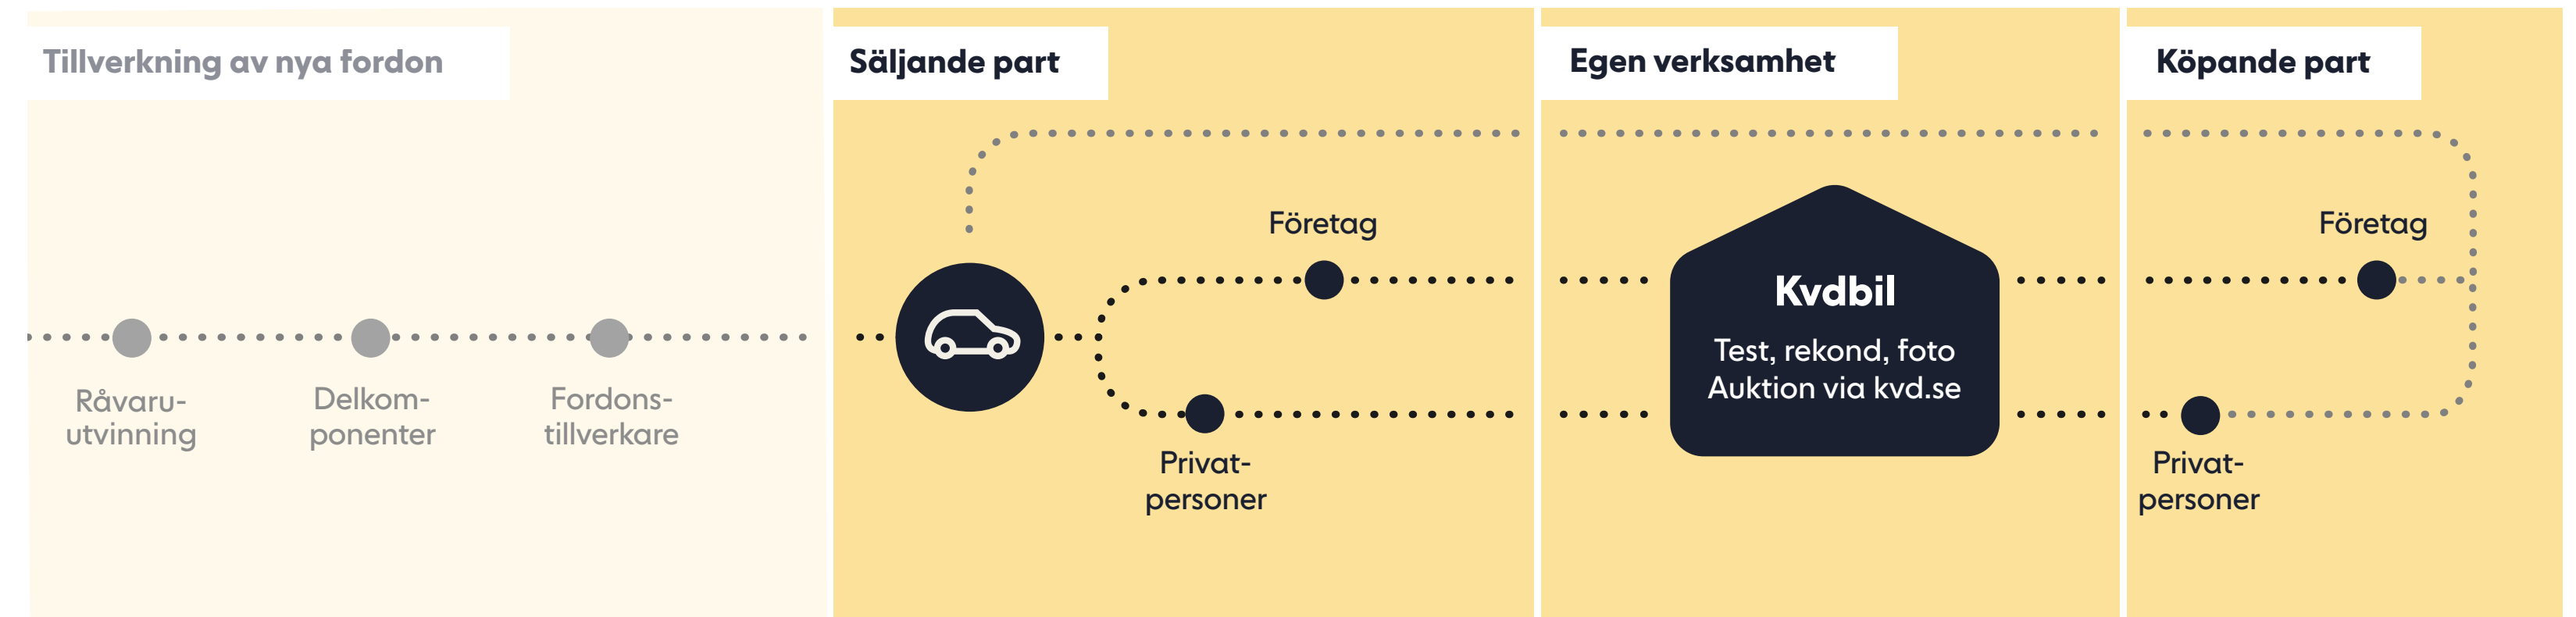 Tillverkning av nya fordon
Råvaru-
utvinning
Delkom-
ponenter
Fordons-
tillverkare
Säljande part
Företag
Privat-
personer
Egen verksamhet
Kvdbil
Test, rekond, foto
Auktion via kvd.se
Köpande part
Företag
Privat-
personer